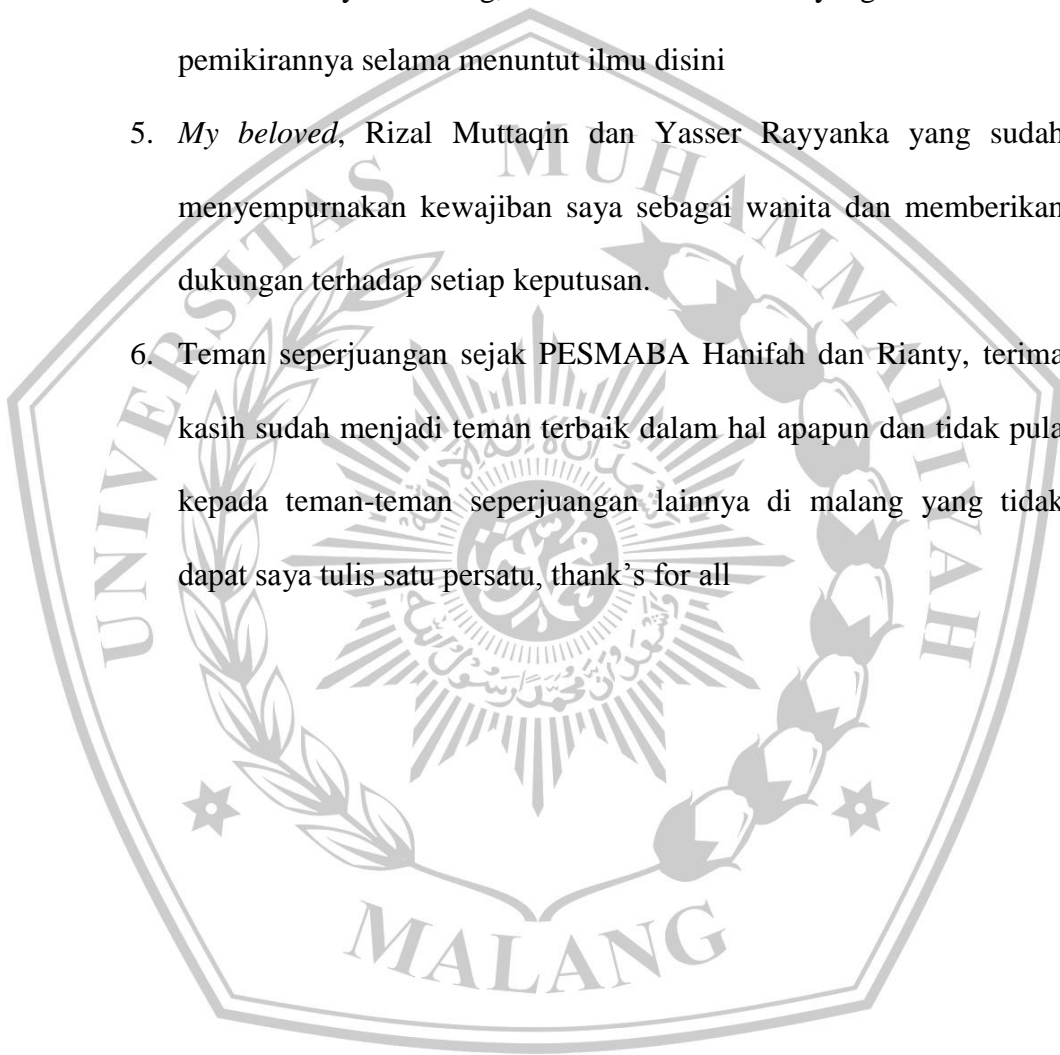 pemikirannya selama menuntut ilmu disini
5. My beloved, Rizal Muttaqin dan Yasser Rayyanka yang sudah
menyempurnakan kewajiban saya sebagai wanita dan memberikan
dukungan terhadap setiap keputusan.
6. Teman seperjuangan sejak PESMABA Hanifah dan Rianty, terima
kasih sudah menjadi teman terbaik dalam hal apapun dan tidak pula
kepada teman-teman seperjuangan lainnya di malang yang tidak
dapat saya tulis satu persatu, thank’s for all
UNIVERSITAS MUHAMMADIYAH
MALANG